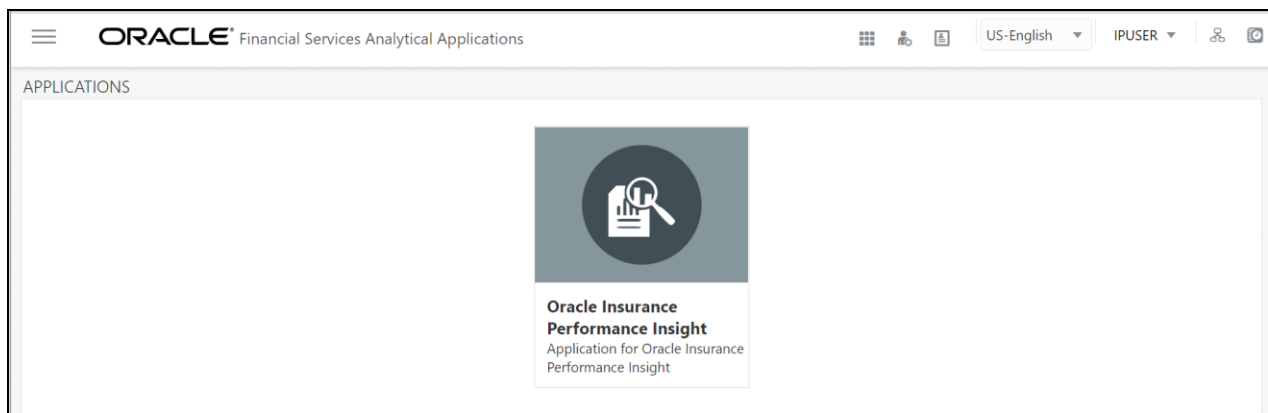 ORACLE® Financial Services Analytical Applications
US-English
IPUSER
APPLICATIONS
Oracle Insurance
Performance Insight
Application for Oracle Insurance
Performance Insight